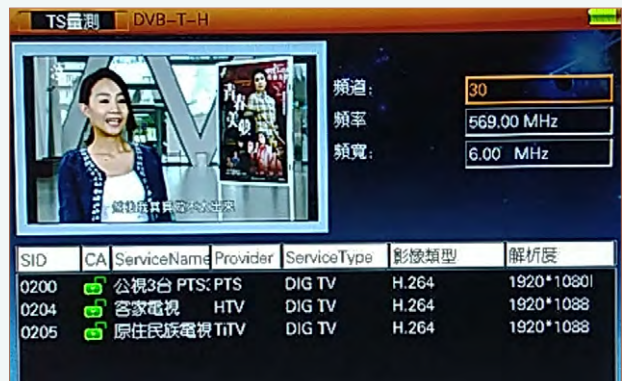 TS量測 DVB-T-H
青春美夢
頻道: 30
頻率 569.00 MHz
頻寬: 6.00 MHz
SID CA ServiceName Provider ServiceType 影像類型 解析度
0200 公視3台 PTS: PTS DIG TV H.264 1920*1080I
0204 客家電視 HTV DIG TV H.264 1920*1088
0205 原住民族電視 TiTV DIG TV H.264 1920*1088